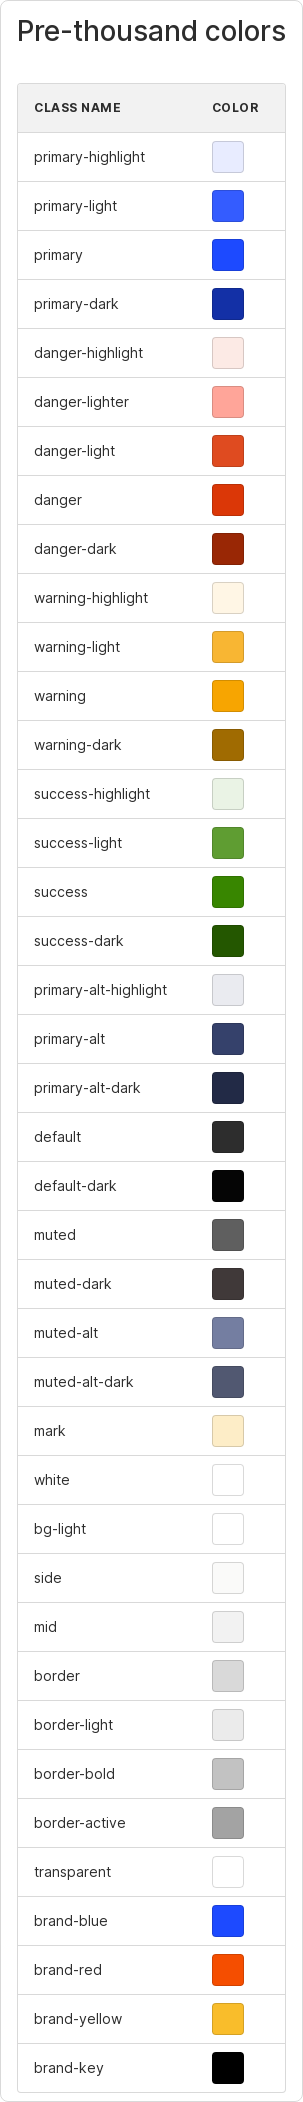 Pre-thousand colors
CLASS NAME COLOR
primary-highlight
primary-light
primary
primary-dark
danger-highlight
danger-lighter
danger-light
danger
danger-dark
warning-highlight
warning-light
warning
warning-dark
success-highlight
success-light
success
success-dark
primary-alt-highlight
primary-alt
primary-alt-dark
default
default-dark
muted
muted-dark
muted-alt
muted-alt-dark
mark
white
bg-light
side
mid
border
border-light
border-bold
border-active
transparent
brand-blue
brand-red
brand-yellow
brand-key